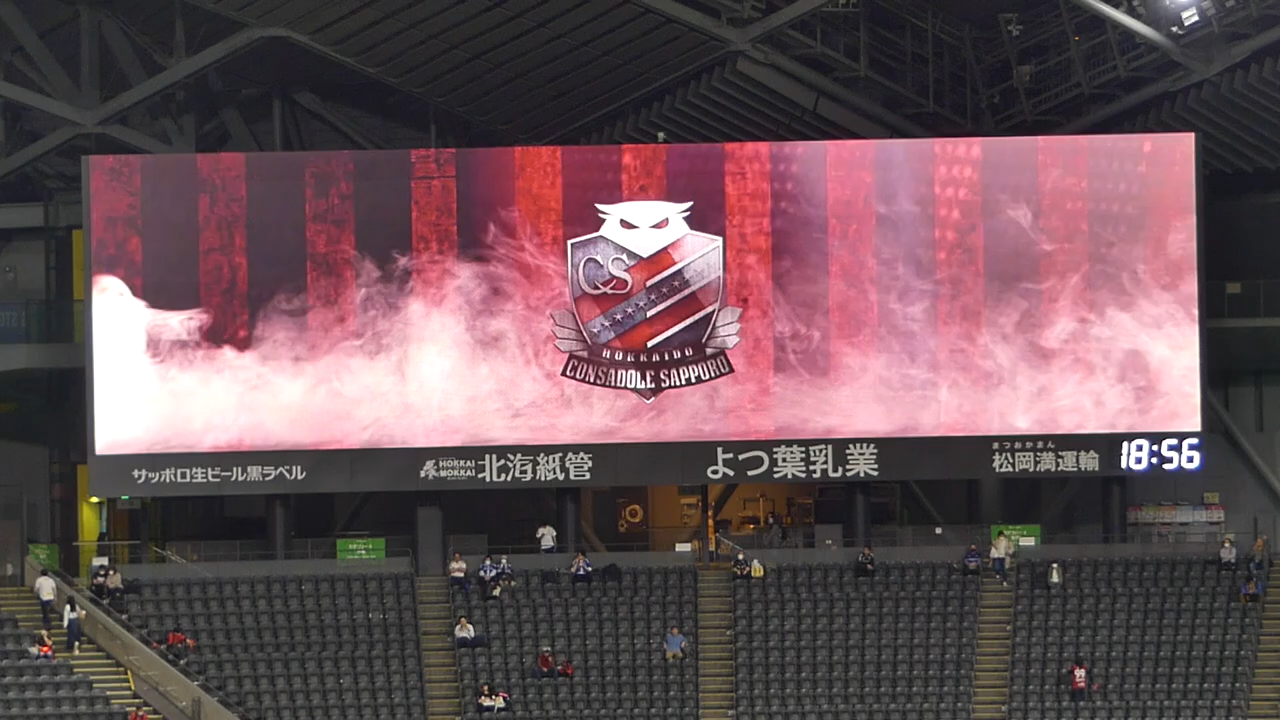 CS
HOKKAIDO
CONSADOLE SAPPORO
サッポロ生ビール黒ラベル
HOKKAI
MOKKAI
北海紙管
よつ葉乳業
まつおかまん
松岡満運輸
18:56